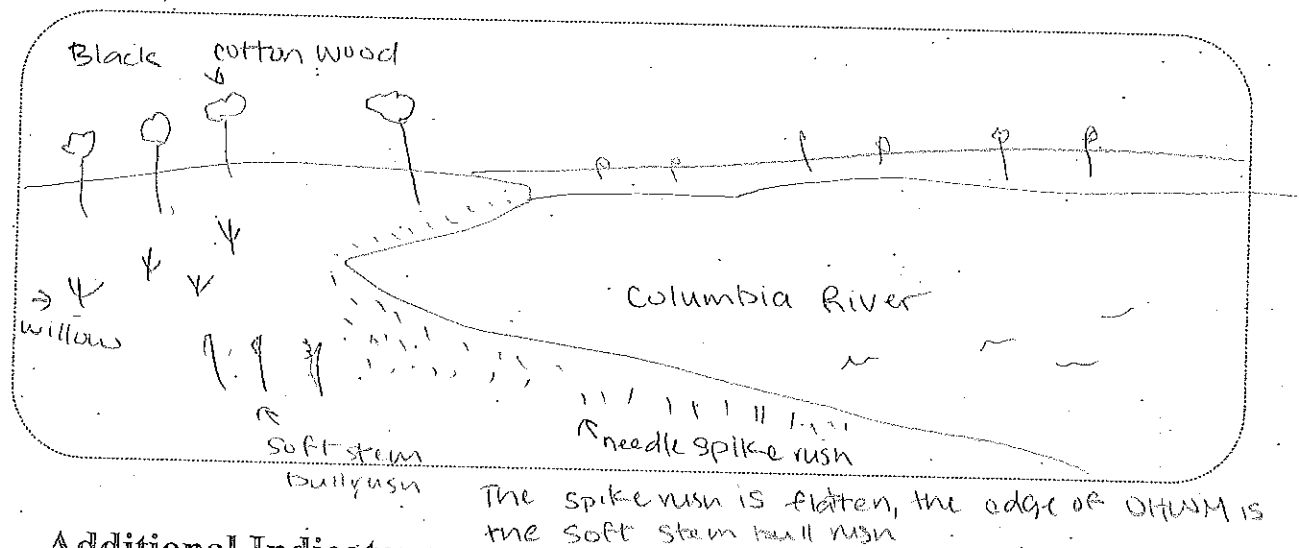 Black cotton wood
Columbia River
willow
soft stem
bullrush
needle spike rush
The spike rush is flatten, the edge of OHWM is
the soft stem bull rush
Additional Indicators